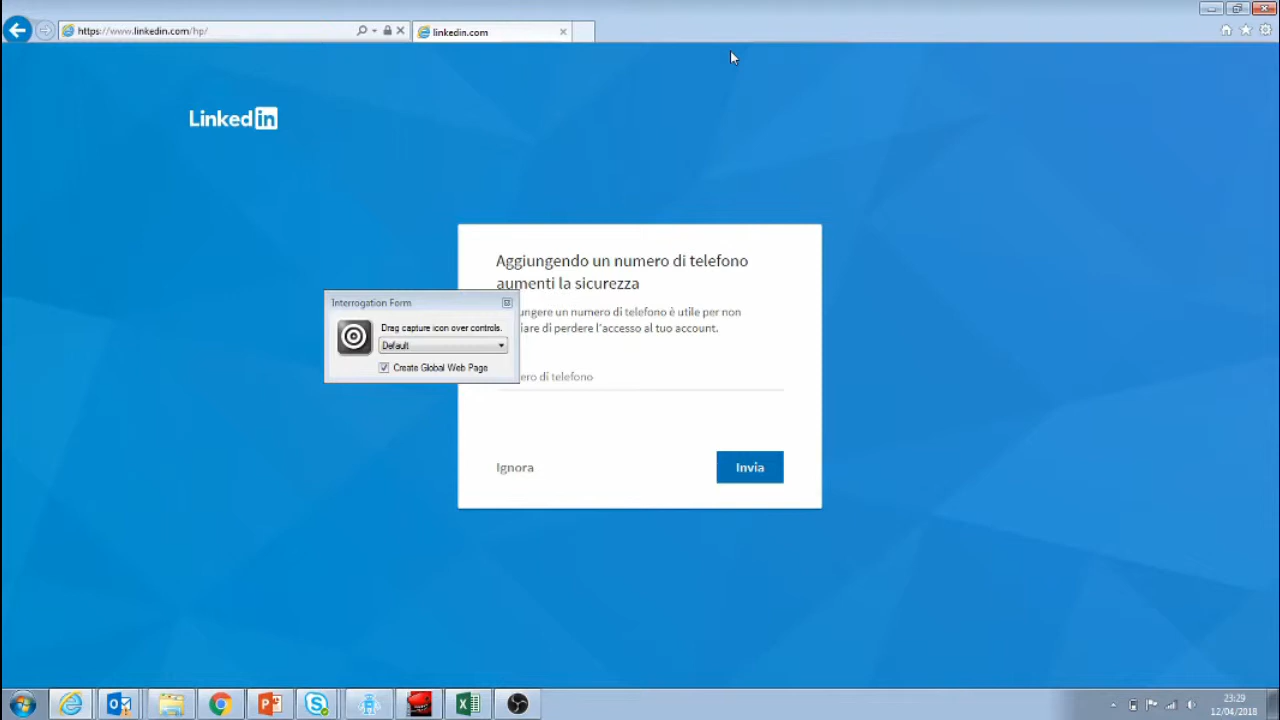 https://www.linkedin.com/hp/
linkedin.com
Linkedin
Aggiungendo un numero di telefono
aumenti la sicurezza
Interrogation Form
Drag capture icon over controls.
Default
Create Global Web Page
ungere un numero di telefono è utile per non
iare di perdere l'accesso al tuo account.
ero di telefono
Ignora
Invia
23:29
12/04/2018